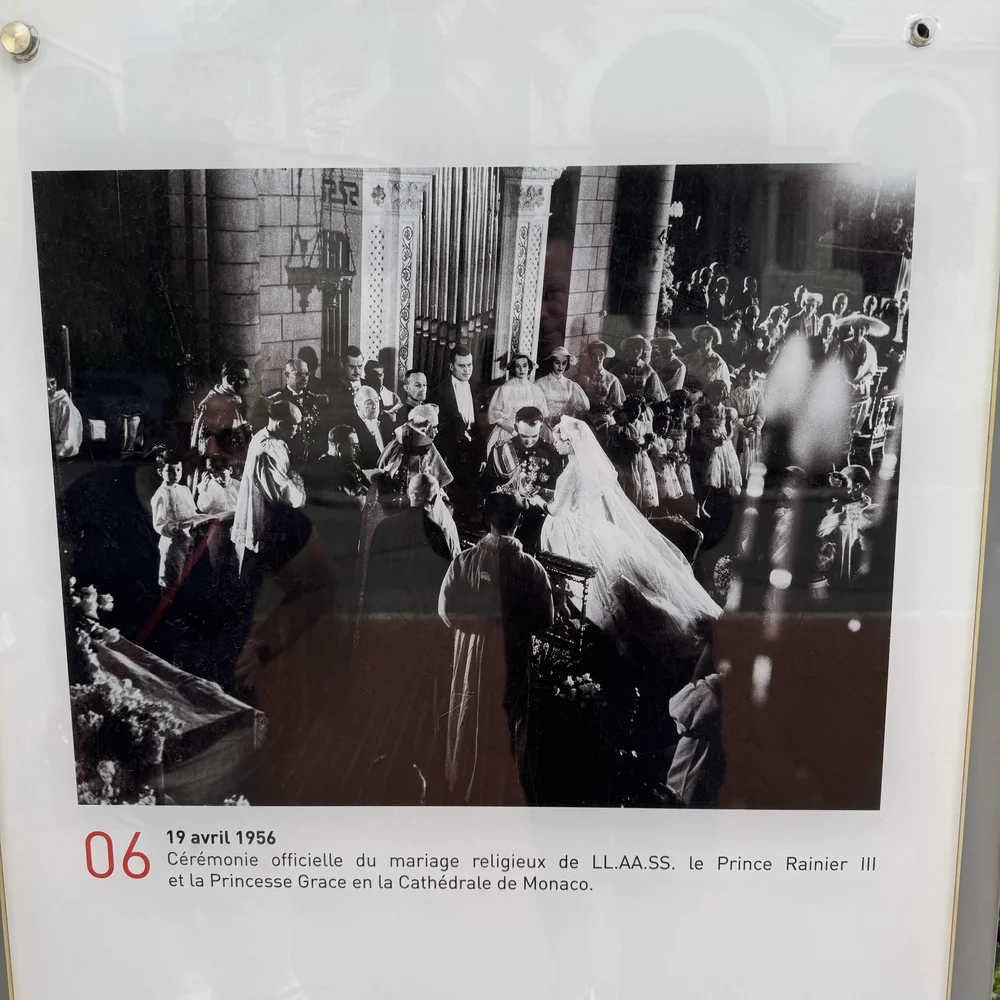 06
19 avril 1956
Cérémonie officielle du mariage religieux de LL.AA.SS. le Prince Rainier III
et la Princesse Grace en la Cathédrale de Monaco.